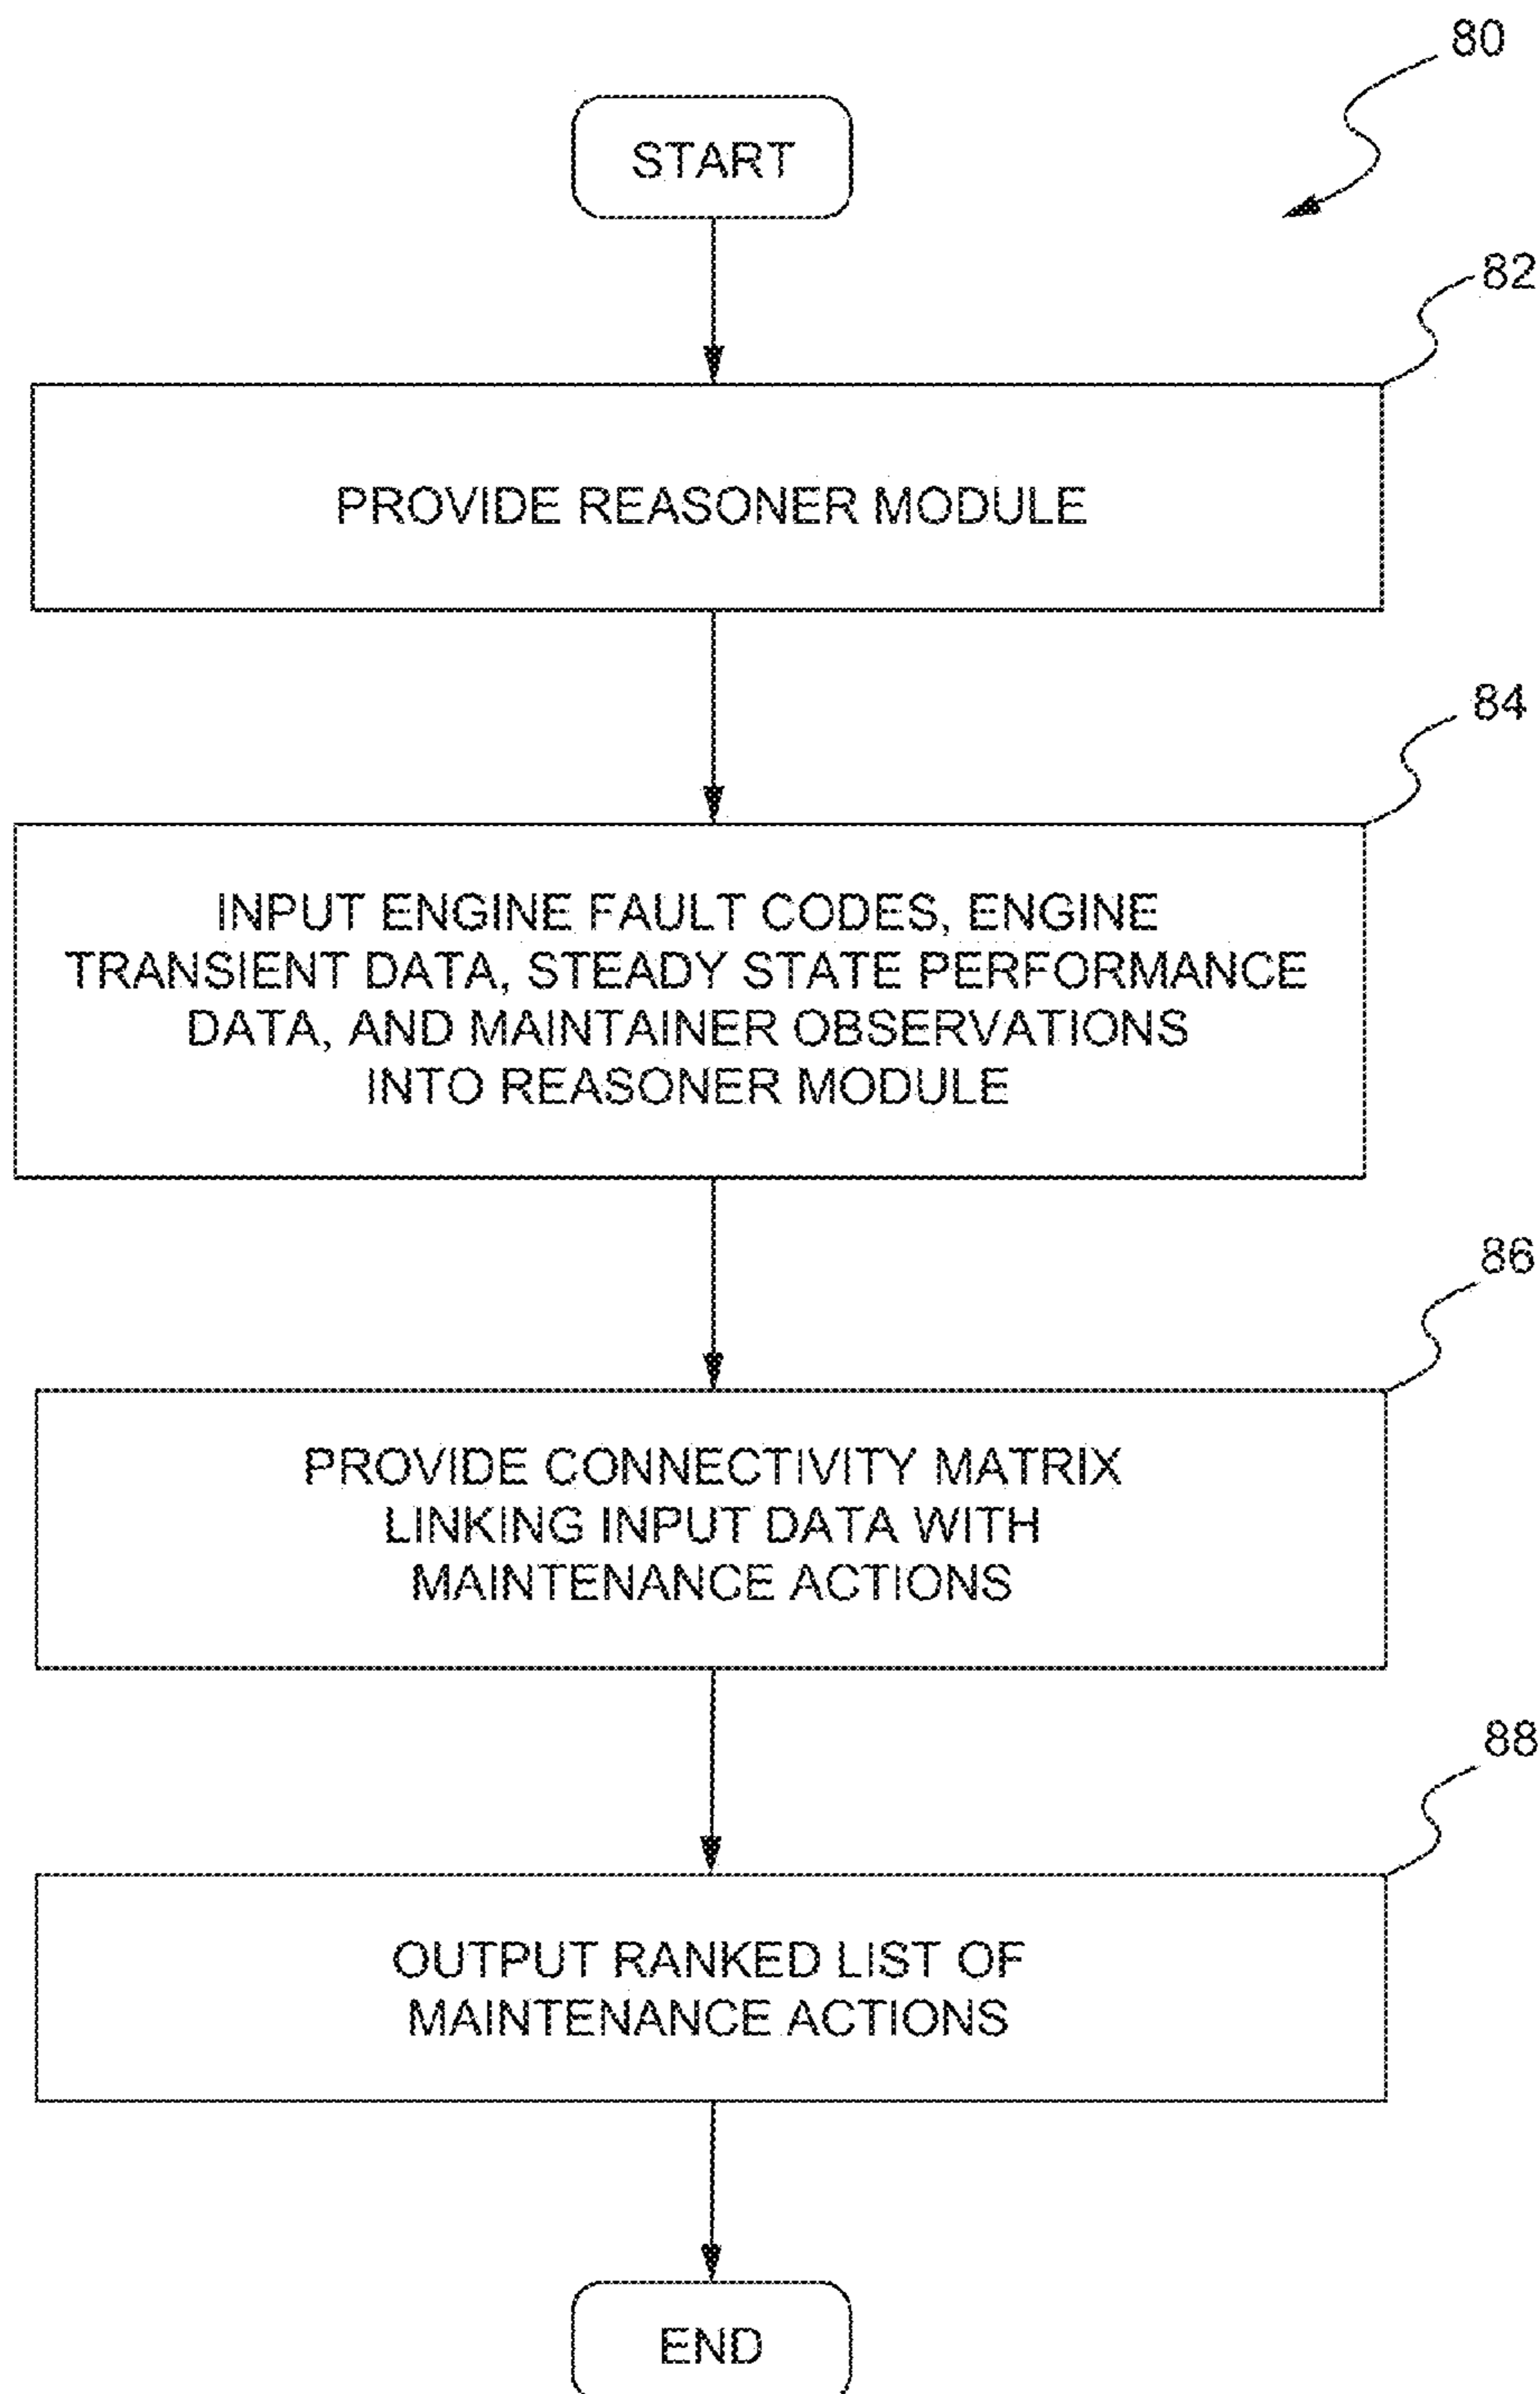 80
START
82
PROVIDE REASONER MODULE
84
INPUT ENGINE FAULT CODES, ENGINE
TRANSIENT DATA, STEADY STATE PERFORMANCE
DATA, AND MAINTAINER OBSERVATIONS
INTO REASONER MODULE
86
PROVIDE CONNECTIVITY MATRIX
LINKING INPUT DATA WITH
MAINTENANCE ACTIONS
88
OUTPUT RANKED LIST OF
MAINTENANCE ACTIONS
END